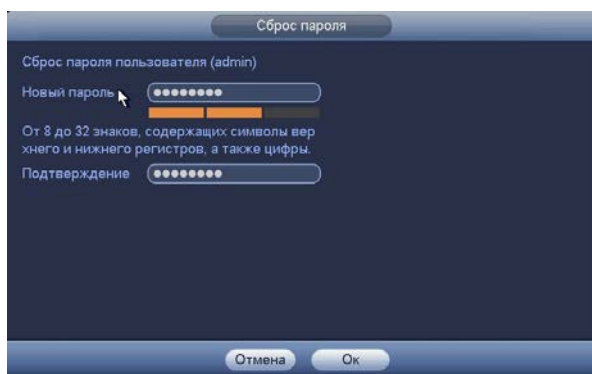 Сброс пароля
Сброс пароля пользователя (admin)
Новый пароль
От 8 до 32 знаков, содержащих символы вер
хнего и нижнего регистров, а также цифры.
Подтверждение
Отмена
Ок